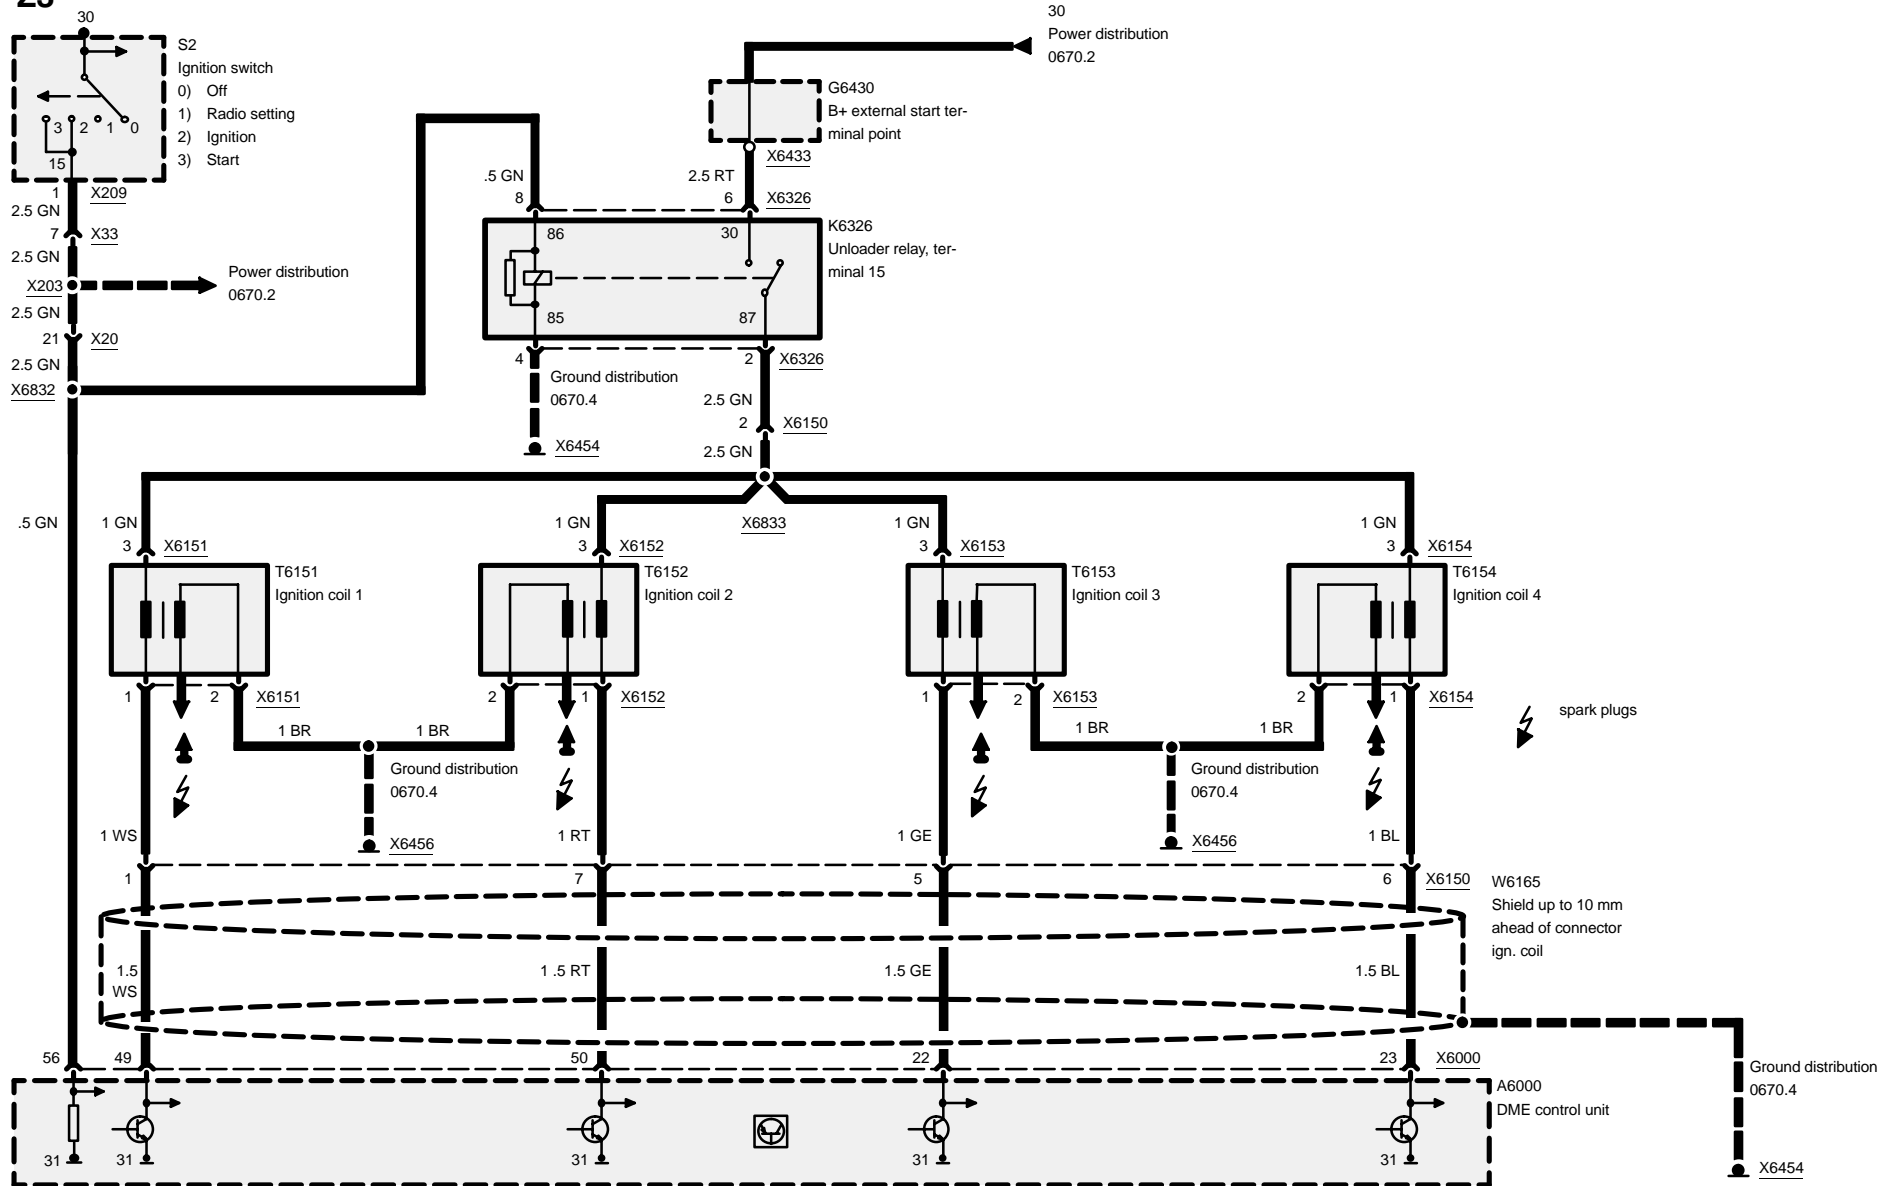 30
S2
Ignition switch
0) Off
1) Radio setting
2) Ignition
3) Start
3 2 1 0
15
1 X209
2.5 GN
7 X33
2.5 GN
X203
Power distribution
0670.2
2.5 GN
21 X20
2.5 GN
X6832
30
Power distribution
0670.2
G6430
B+ external start ter-
minal point
X6433
.5 GN
2.5 RT
8
6 X6326
86
30
K6326
Unloader relay, ter-
minal 15
85
87
4
2 X6326
Ground distribution
0670.4
X6454
2.5 GN
2 X6150
2.5 GN
X6833
.5 GN
1 GN
3 X6151
T6151
Ignition coil 1
1 GN
3 X6152
T6152
Ignition coil 2
1 GN
3 X6153
T6153
Ignition coil 3
1 GN
3 X6154
T6154
Ignition coil 4
1 2 X6151
2 1 X6152
1 2 X6153
2 1 X6154
spark plugs
1 BR 1 BR
Ground distribution
0670.4
X6456
1 BR 1 BR
Ground distribution
0670.4
X6456
1 WS
1 RT
1 GE
1 BL
1 7 5 6 X6150
W6165
Shield up to 10 mm
ahead of connector
ign. coil
1.5
WS
1 .5 RT
1.5 GE
1.5 BL
56 49 50 22 23 X6000
A6000
DME control unit
31 31 31 31 31
Ground distribution
0670.4
X6454